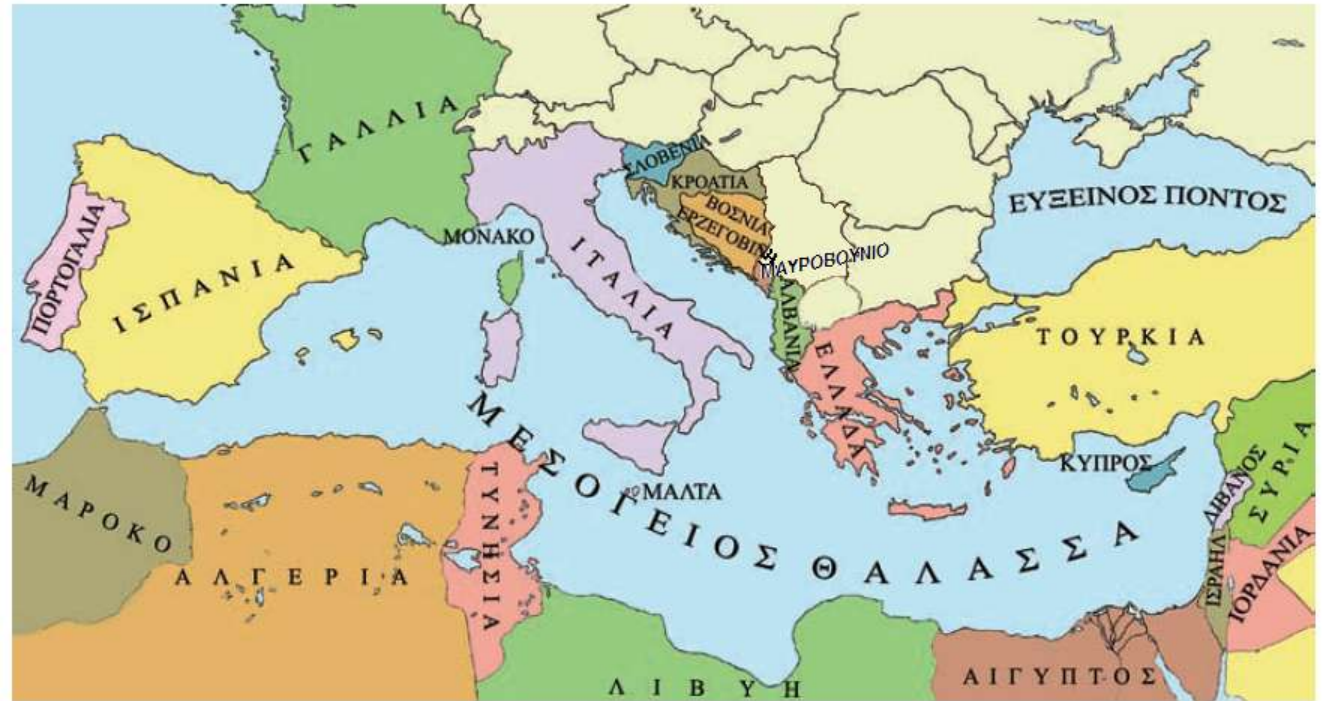 ΓΑΛΛΙΑ
ΣΛΟΒΕΝΙΑ
ΚΡΟΑΤΙΑ
ΒΟΣΝΙΑ
ΕΡΖΕΓΟΒΙΝΗ
ΕΥΞΕΙΝΟΣ ΠΟΝΤΟΣ
ΠΟΡΤΟΓΑΛΙΑ
ΙΣΠΑΝΙΑ
ΜΟΝΑΚΟ
ΙΤΑΛΙΑ
ΜΑΥΡΟΒΟΥΝΙΟ
ΑΛΒΑΝΙΑ
ΕΛΛΑΔΑ
ΤΟΥΡΚΙΑ
ΜΕΣΟΓΕΙΟΣ ΘΑΛΑΣΣΑ
ΚΥΠΡΟΣ
ΛΙΒΑΝΟΣ
ΣΥΡΙΑ
ΜΑΡΟΚΟ
ΑΛΓΕΡΙΑ
ΤΥΝΗΣΙΑ
ΜΑΛΤΑ
ΙΣΡΑΗΛ
ΙΟΡΔΑΝΙΑ
ΛΙΒΥΗ
ΑΙΓΥΠΤΟΣ